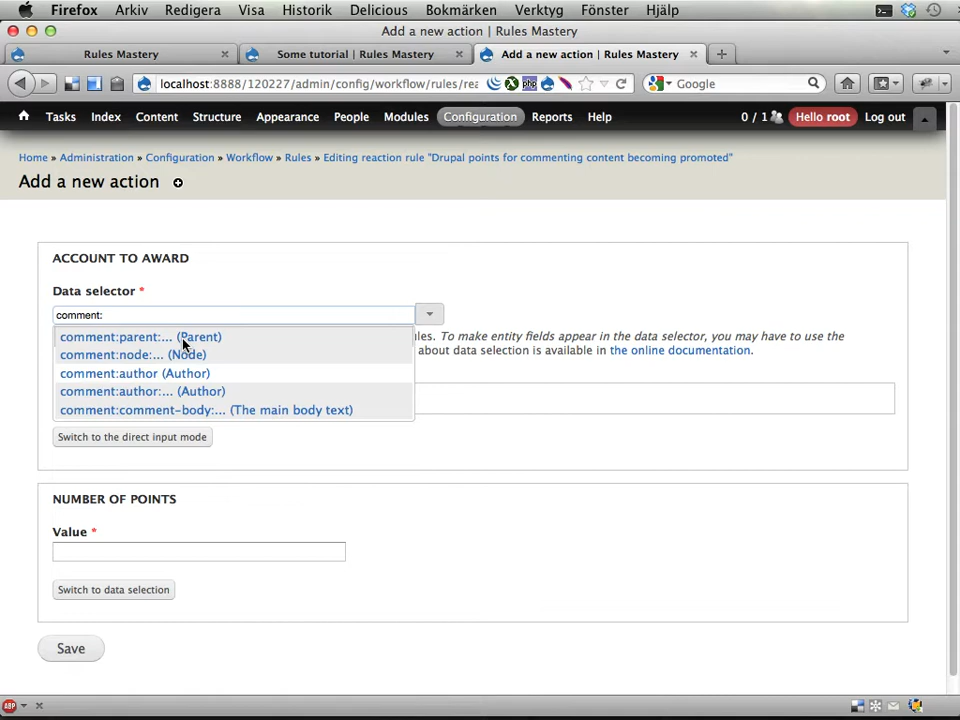 Firefox Arkiv Redigera Visa Historik Delicious Bokmärken Verktyg Fönster Hjälp
Add a new action | Rules Mastery
Rules Mastery × Some tutorial | Rules Mastery × Add a new action | Rules Mastery × +
localhost:8888/120227/admin/config/workflow/rules/rea php Google
Tasks Index Content Structure Appearance People Modules Configuration Reports Help 0 / 1 Hello root Log out
Home » Administration » Configuration » Workflow » Rules » Editing reaction rule "Drupal points for commenting content becoming promoted"
Add a new action
ACCOUNT TO AWARD
Data selector *
comment:
comment:parent:... (Parent)
ules. To make entity fields appear in the data selector, you may have to use the
comment:node:... (Node)
about data selection is available in the online documentation.
comment:author (Author)
comment:author:... (Author)
comment:comment-body:... (The main body text)
Switch to the direct input mode
NUMBER OF POINTS
Value *
Switch to data selection
Save
ABP